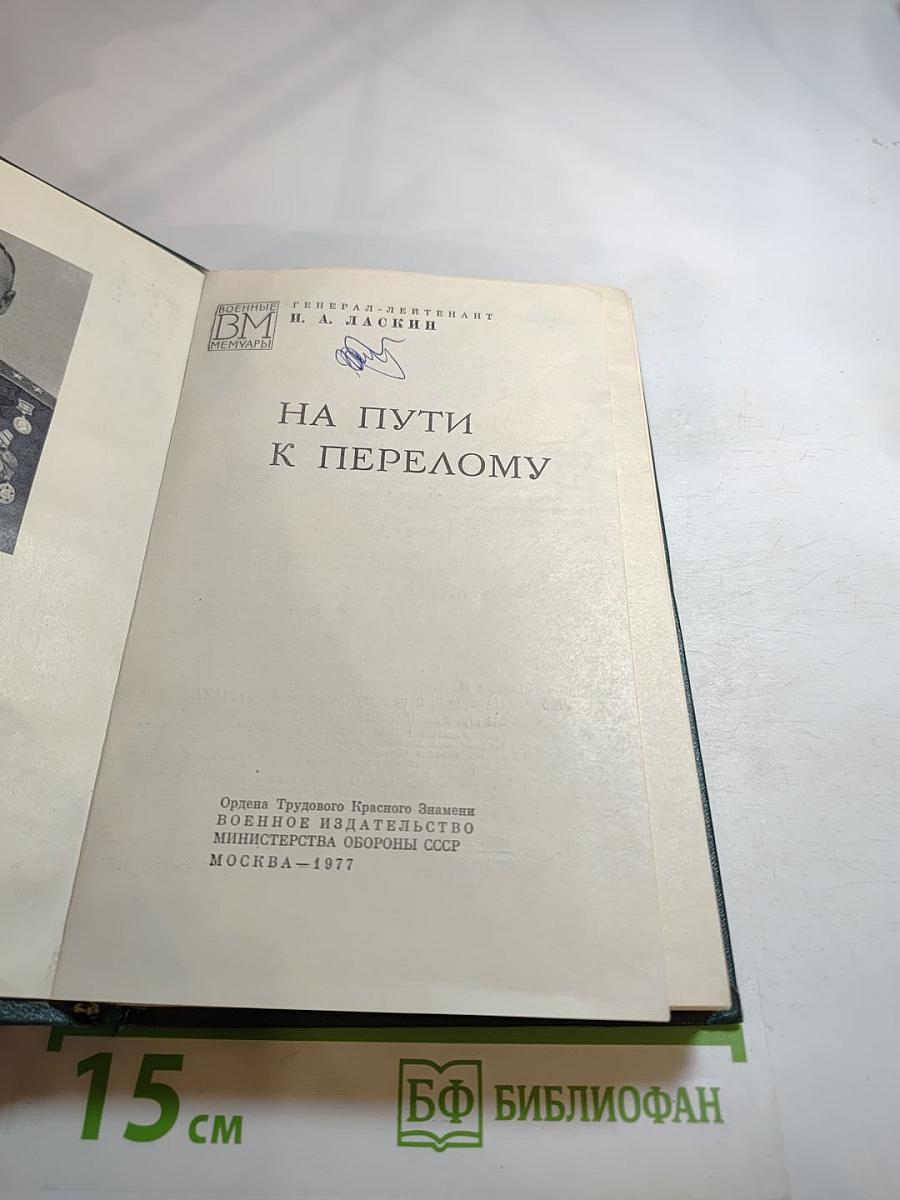 ВОЕННЫЕ
ВМ
МЕМУАРЫ
ГЕНЕРАЛ-ЛЕЙТЕНАНТ
И. А. ЛАСКИН
НА ПУТИ
К ПЕРЕЛОМУ
Ордена Трудового Красного Знамени
ВОЕННОЕ ИЗДАТЕЛЬСТВО
МИНИСТЕРСТВА ОБОРОНЫ СССР
МОСКВА—1977
15 см
БФ БИБЛИОФАН